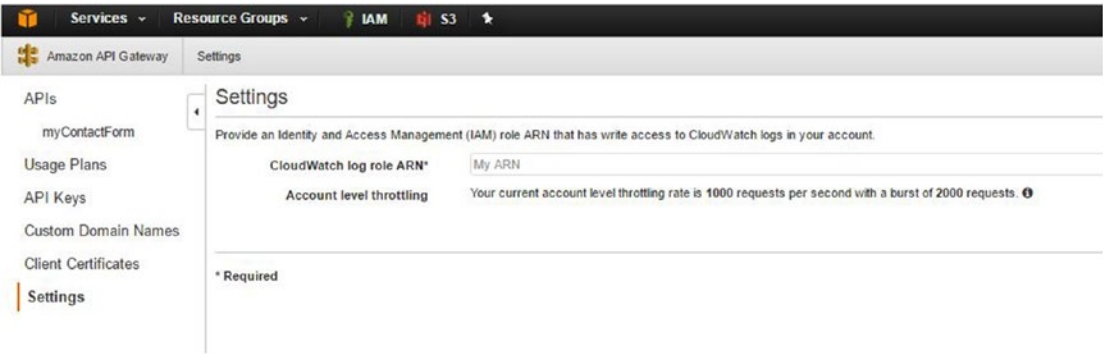 Services Resource Groups IAM S3
Amazon API Gateway Settings
APIs
myContactForm
Usage Plans
API Keys
Custom Domain Names
Client Certificates
Settings
Settings
Provide an Identity and Access Management (IAM) role ARN that has write access to CloudWatch logs in your account.
CloudWatch log role ARN* My ARN
Account level throttling Your current account level throttling rate is 1000 requests per second with a burst of 2000 requests.
* Required